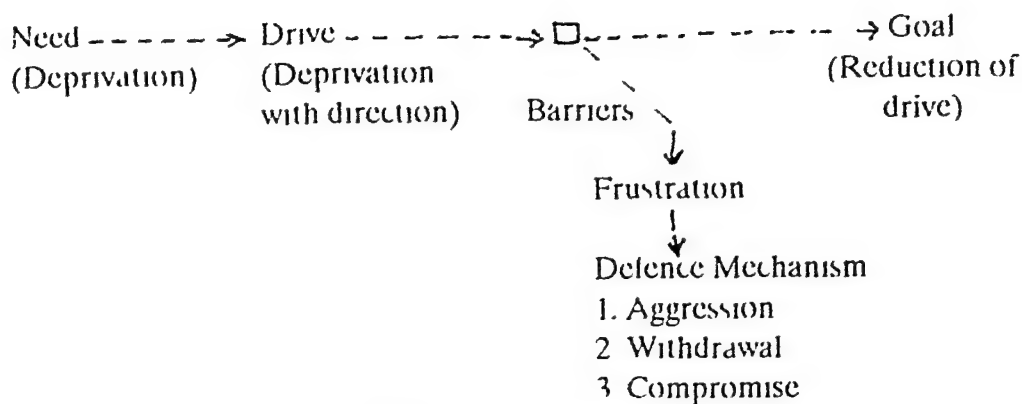 Need Drive Goal
(Deprivation) (Deprivation (Reduction of
with direction) Barriers drive)
Frustration
Defence Mechanism
1. Aggression
2 Withdrawal
3 Compromise